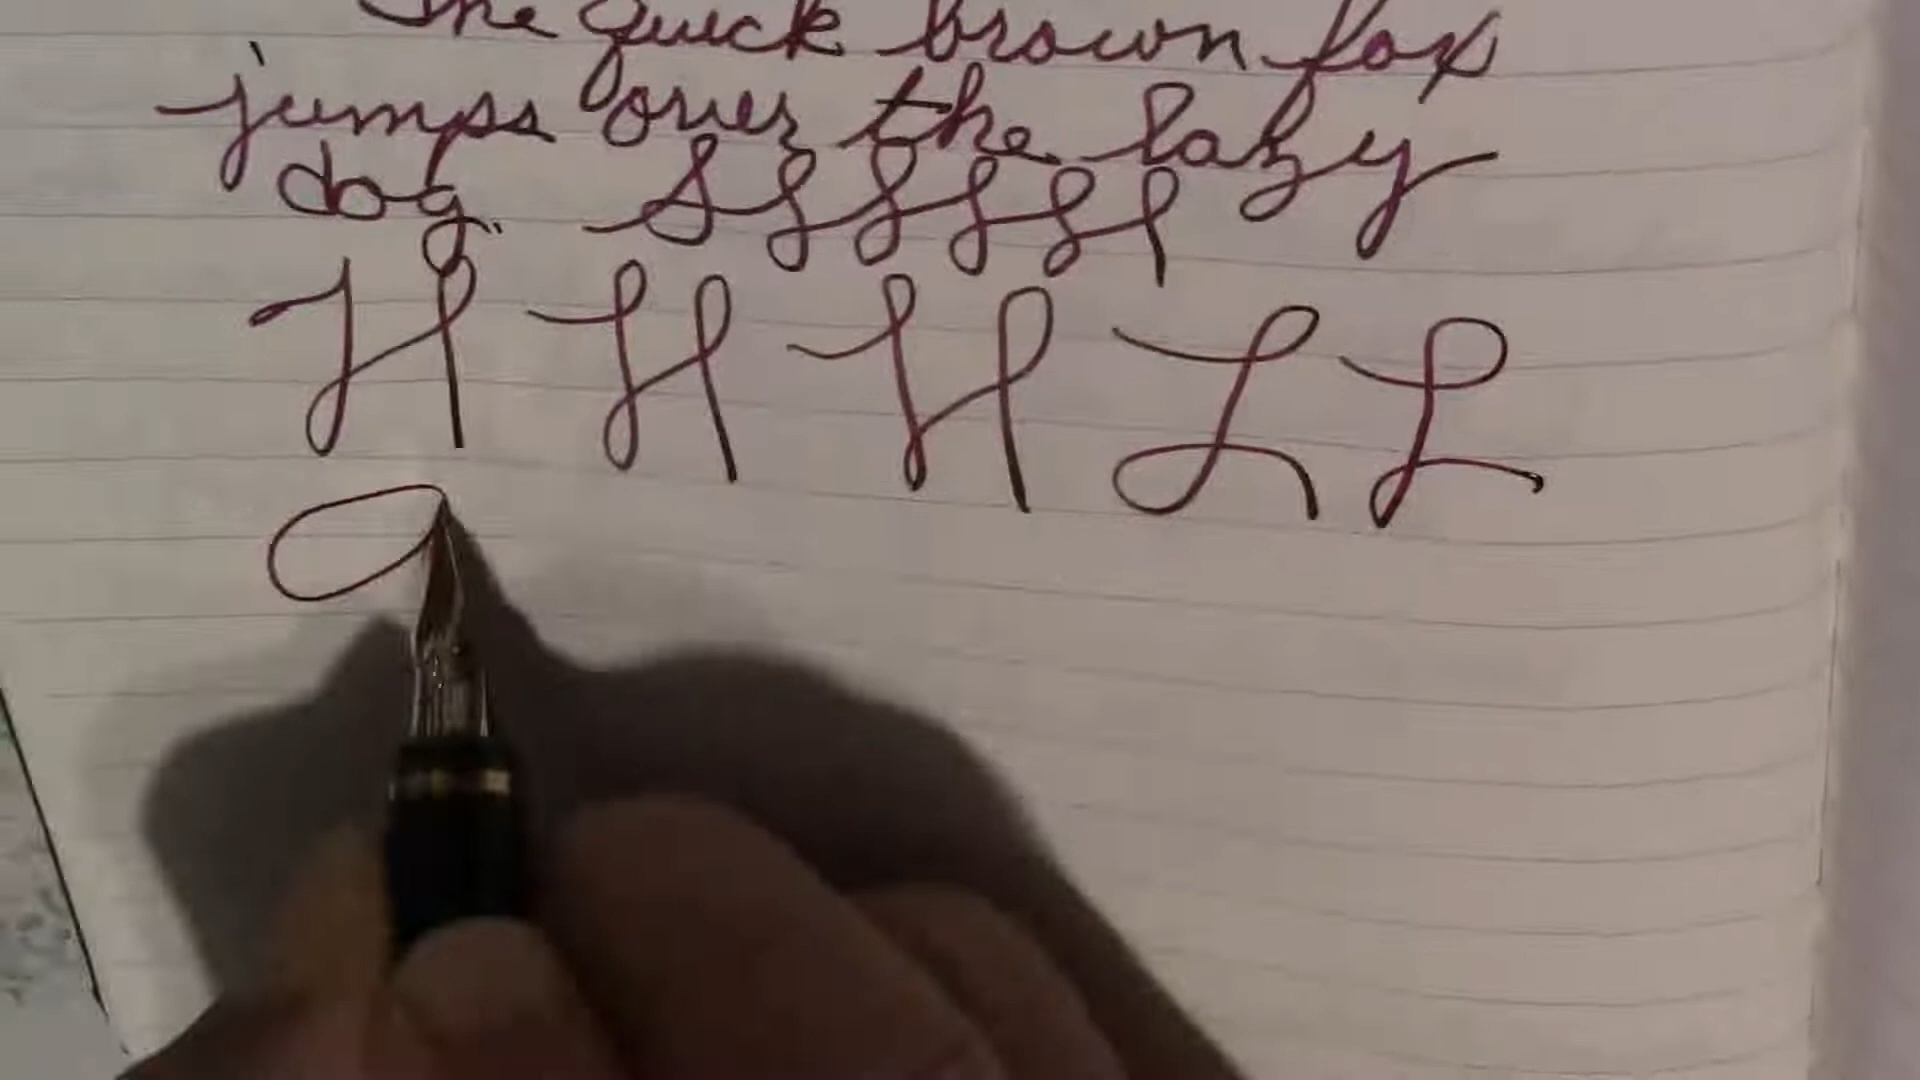 The quick brown fox
jumps over the lazy
dog.
H H H L L